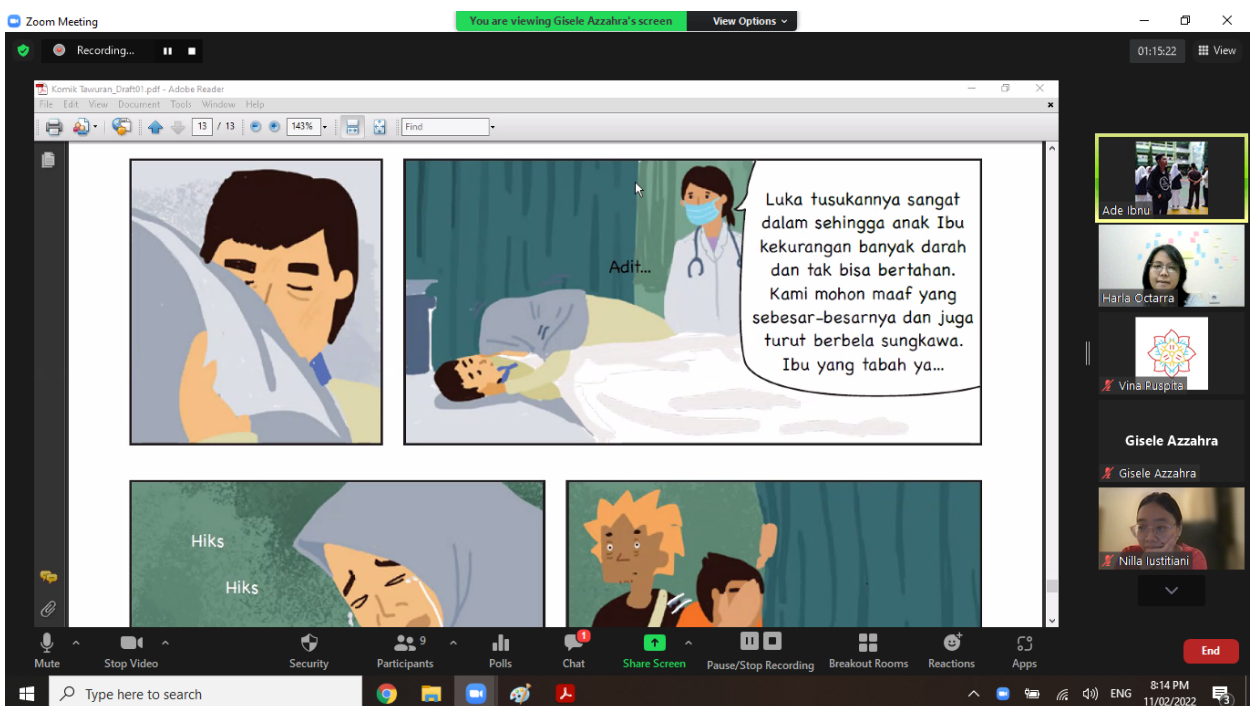 Zoom Meeting
You are viewing Gisele Azzahra's screen
View Options
Recording...
01:15:22
View
Komik Tawuran_Draft01.pdf - Adobe Reader
File Edit View Document Tools Window Help
13 / 13
143%
Find
Adit...
Luka tusukannya sangat
dalam sehingga anak Ibu
kekurangan banyak darah
dan tak bisa bertahan.
Kami mohon maaf yang
sebesar-besarnya dan juga
turut berbela sungkawa.
Ibu yang tabah ya...
Hiks
Hiks
Ade Ibnu
Harla Octarra
Vina Puspita
Gisele Azzahra
Gisele Azzahra
Nilla Iustitiani
Mute
Stop Video
Security
9
Participants
Polls
1
Chat
Share Screen
Pause/Stop Recording
Breakout Rooms
Reactions
Apps
End
Type here to search
ENG
8:14 PM
11/02/2022
3